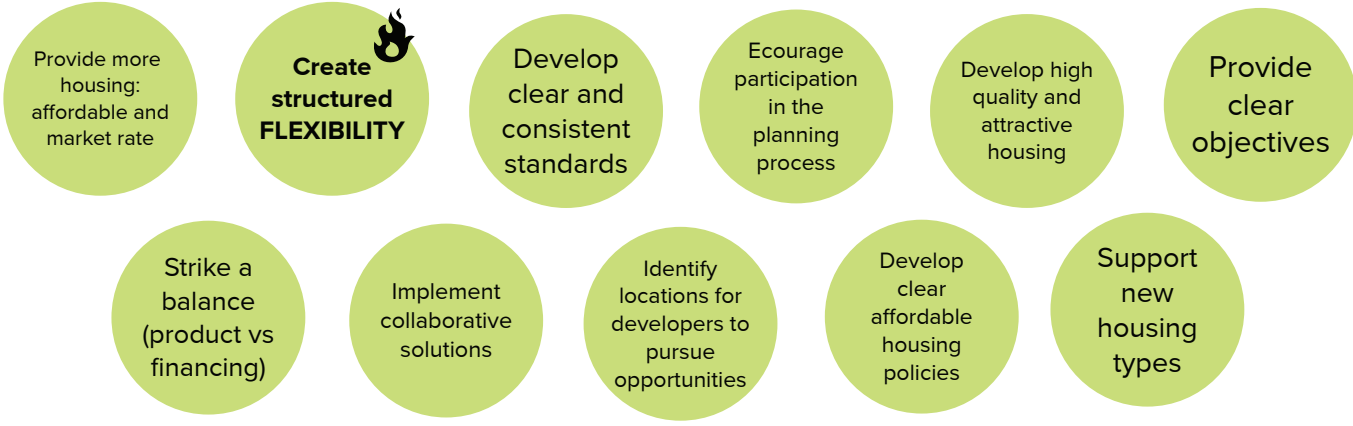 Provide more
housing:
affordable and
market rate
Create
structured
FLEXIBILITY
Develop
clear and
consistent
standards
Ecourage
participation
in the
planning
process
Develop high
quality and
attractive
housing
Provide
clear
objectives
Strike a
balance
(product vs
financing)
Implement
collaborative
solutions
Identify
locations for
developers to
pursue
opportunities
Develop
clear
affordable
housing
policies
Support
new
housing
types